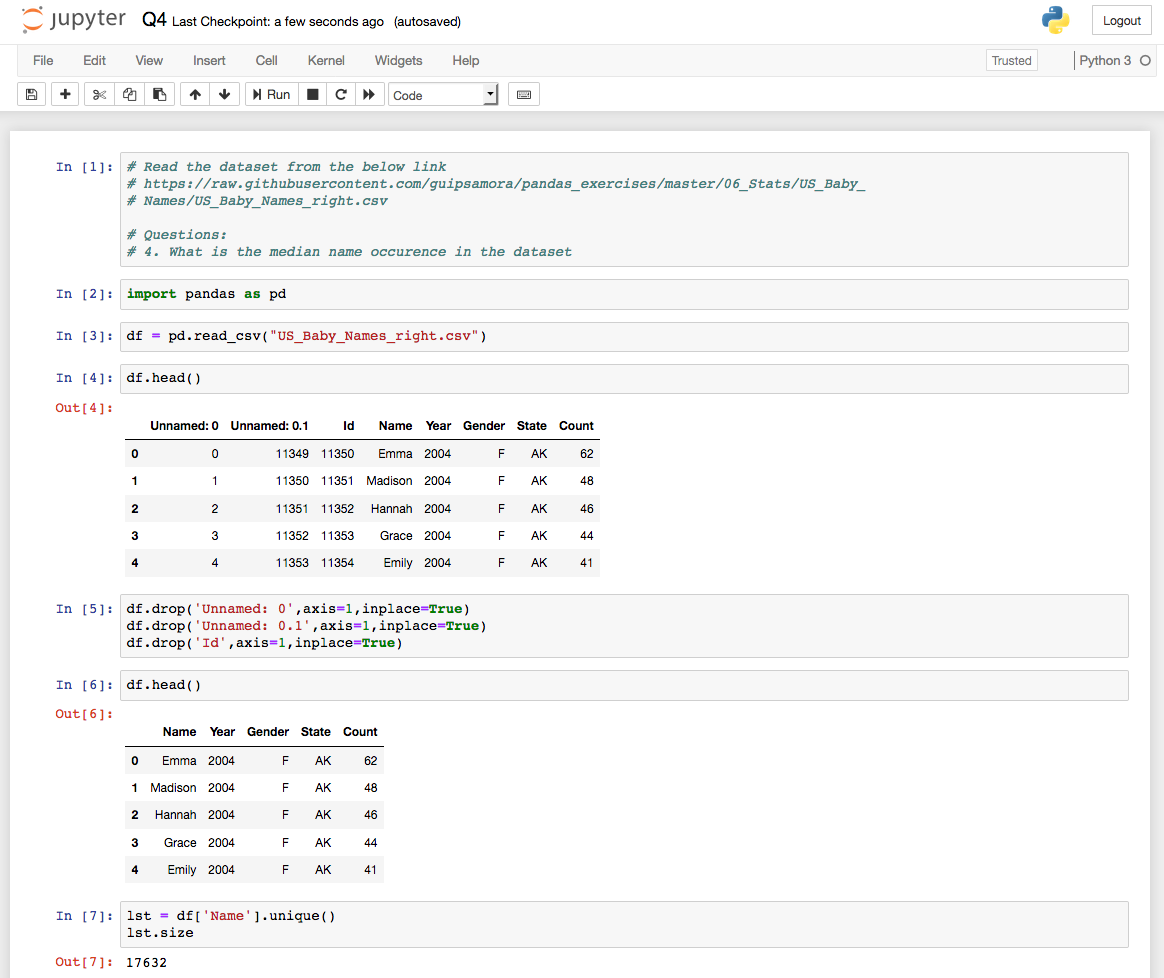 jupyter Q4 Last Checkpoint: a few seconds ago (autosaved) Logout
File Edit View Insert Cell Kernel Widgets Help Trusted Python 3
Run Code
In [1]: # Read the dataset from the below link
# https://raw.githubusercontent.com/guipsamora/pandas_exercises/master/06_Stats/US_Baby_
# Names/US_Baby_Names_right.csv
# Questions:
# 4. What is the median name occurence in the dataset
In [2]: import pandas as pd
In [3]: df = pd.read_csv("US_Baby_Names_right.csv")
In [4]: df.head()
Out[4]:
Unnamed: 0 Unnamed: 0.1 Id Name Year Gender State Count
0 0 11349 11350 Emma 2004 F AK 62
1 1 11350 11351 Madison 2004 F AK 48
2 2 11351 11352 Hannah 2004 F AK 46
3 3 11352 11353 Grace 2004 F AK 44
4 4 11353 11354 Emily 2004 F AK 41
In [5]: df.drop('Unnamed: 0',axis=1,inplace=True)
df.drop('Unnamed: 0.1',axis=1,inplace=True)
df.drop('Id',axis=1,inplace=True)
In [6]: df.head()
Out[6]:
Name Year Gender State Count
0 Emma 2004 F AK 62
1 Madison 2004 F AK 48
2 Hannah 2004 F AK 46
3 Grace 2004 F AK 44
4 Emily 2004 F AK 41
In [7]: lst = df['Name'].unique()
lst.size
Out[7]: 17632